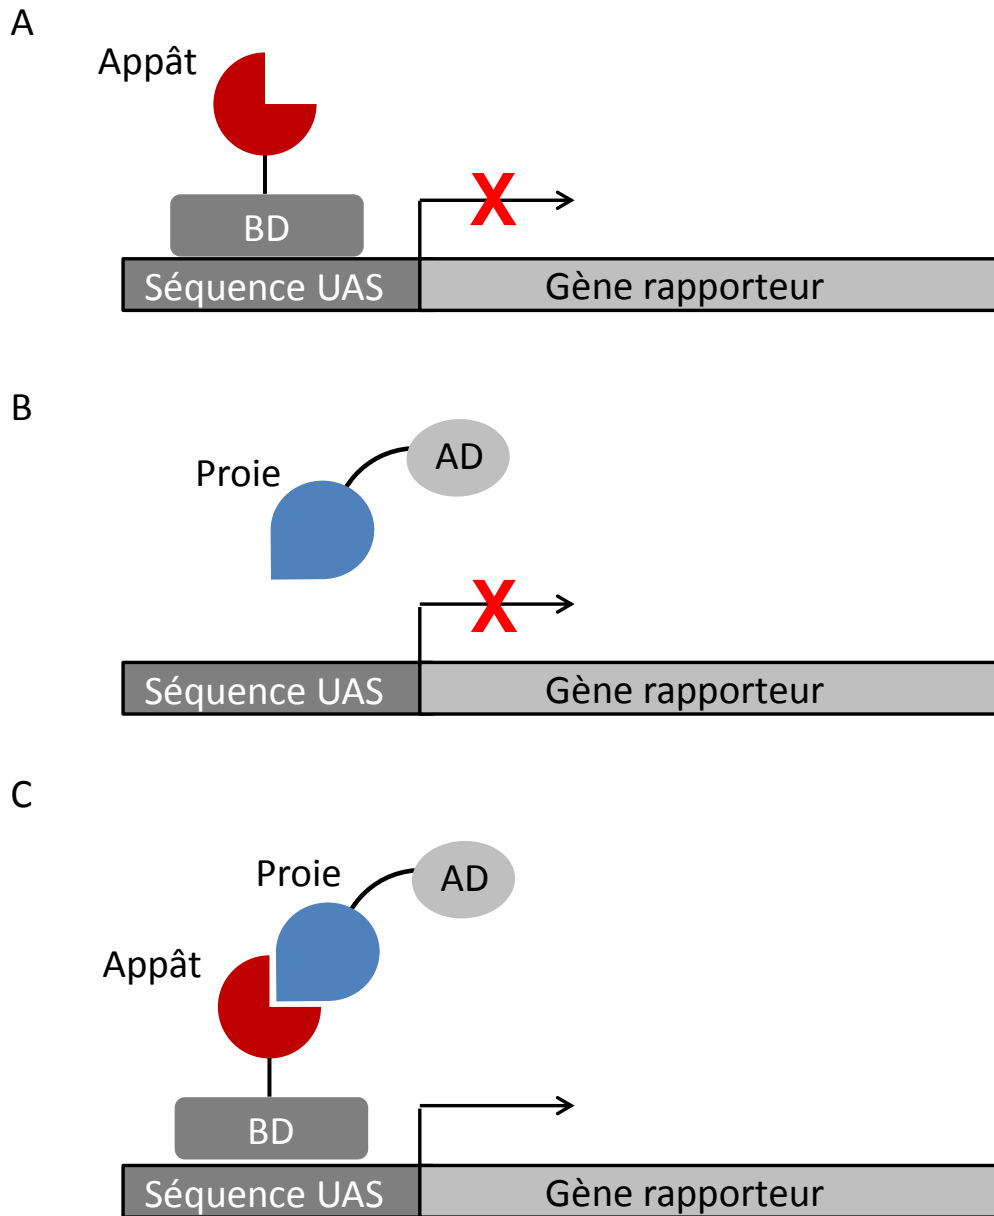 A
Appât
X
BD
Séquence UAS Gène rapporteur
B
AD
Proie
X
Séquence UAS Gène rapporteur
C
Proie AD
Appât
BD
Séquence UAS Gène rapporteur